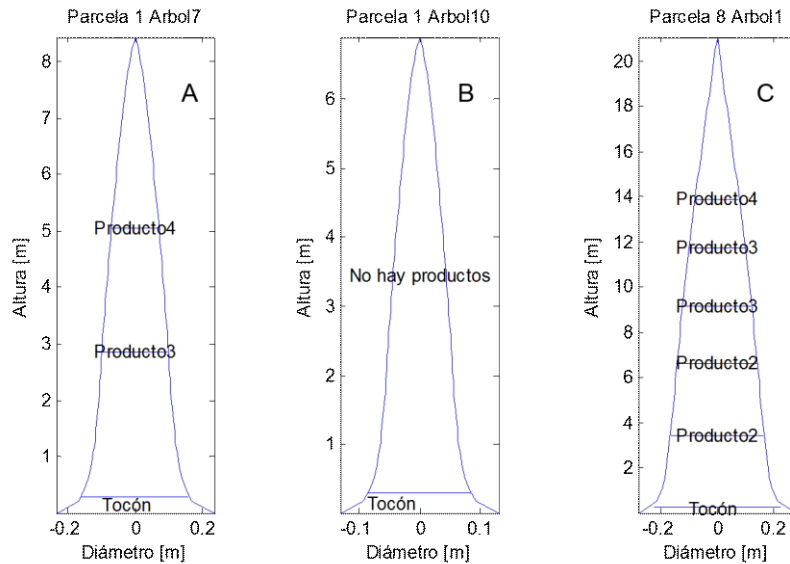 Parcela 1 Arbol7
A
8
7
6
5
4
3
2
1
Altura [m]
Producto4
Producto3
Tocón
-0.2 0 0.2
Diámetro [m]
Parcela 1 Arbol10
B
6
5
4
3
2
1
Altura [m]
No hay productos
Tocón
-0.1 0 0.1
Diámetro [m]
Parcela 8 Arbol1
C
20
18
16
14
12
10
8
6
4
2
Altura [m]
Producto4
Producto3
Producto3
Producto2
Producto2
Tocón
-0.2 0 0.2
Diámetro [m]